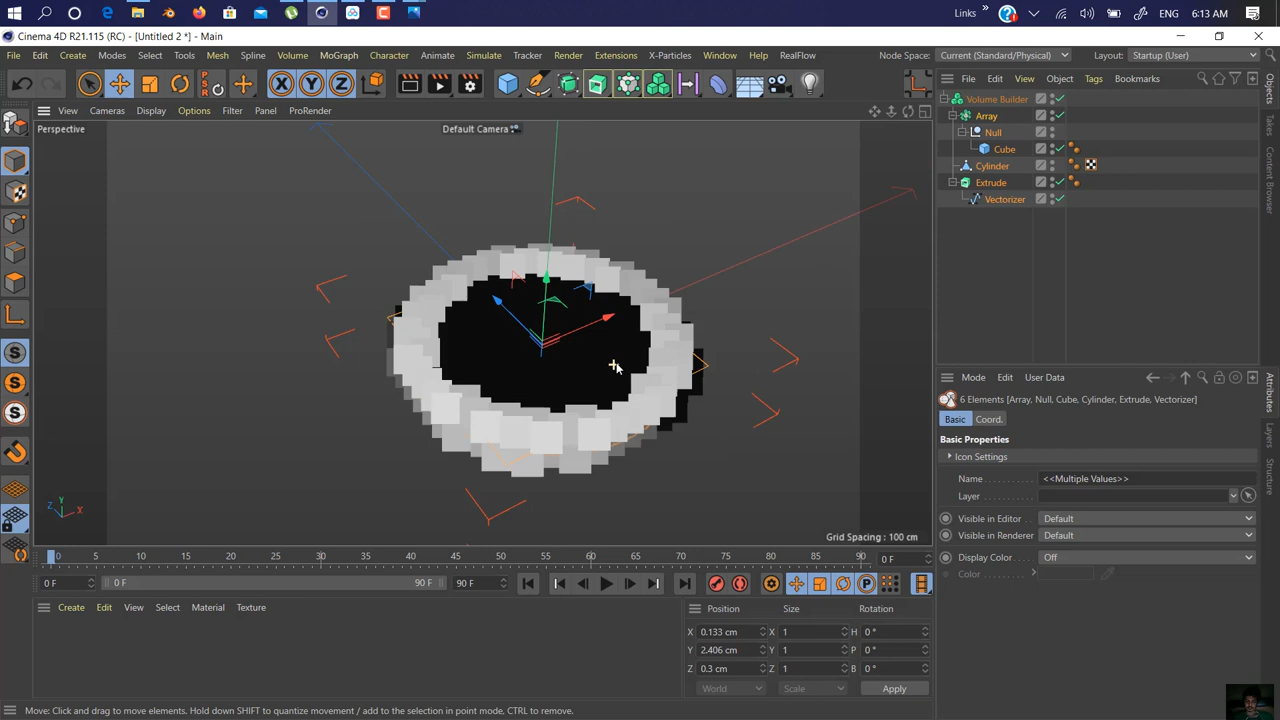 Links »
ENG
6:13 AM
Cinema 4D R21.115 (RC) - [Untitled 2 *] - Main
File Edit Create Modes Select Tools Mesh Spline Volume MoGraph Character Animate Simulate Tracker Render Extensions X-Particles Window Help RealFlow
Node Space: Current (Standard/Physical) Layout: Startup (User)
X Y Z
PSR
File Edit View Object Tags Bookmarks
View Cameras Display Options Filter Panel ProRender
Perspective
Default Camera
Volume Builder
Array
Null
Cube
Cylinder
Extrude
Vectorizer
Objects
Takes
Content Browser
Structure
Attributes
Layers
Mode Edit User Data
6 Elements [Array, Null, Cube, Cylinder, Extrude, Vectorizer]
Basic Coord.
Basic Properties
Icon Settings
Name <<Multiple Values>>
Layer
Visible in Editor Default
Visible in Renderer Default
Display Color Off
Color
Y
Z X
Grid Spacing : 100 cm
0 5 10 15 20 25 30 35 40 45 50 55 60 65 70 75 80 85 90 0 F
0 F 0 F 90 F 90 F
Create Edit View Select Material Texture
Position Size Rotation
X 0.133 cm X 1 H 0 °
Y 2.406 cm Y 1 P 0 °
Z 0.3 cm Z 1 B 0 °
World Scale Apply
Move: Click and drag to move elements. Hold down SHIFT to quantize movement / add to the selection in point mode, CTRL to remove.